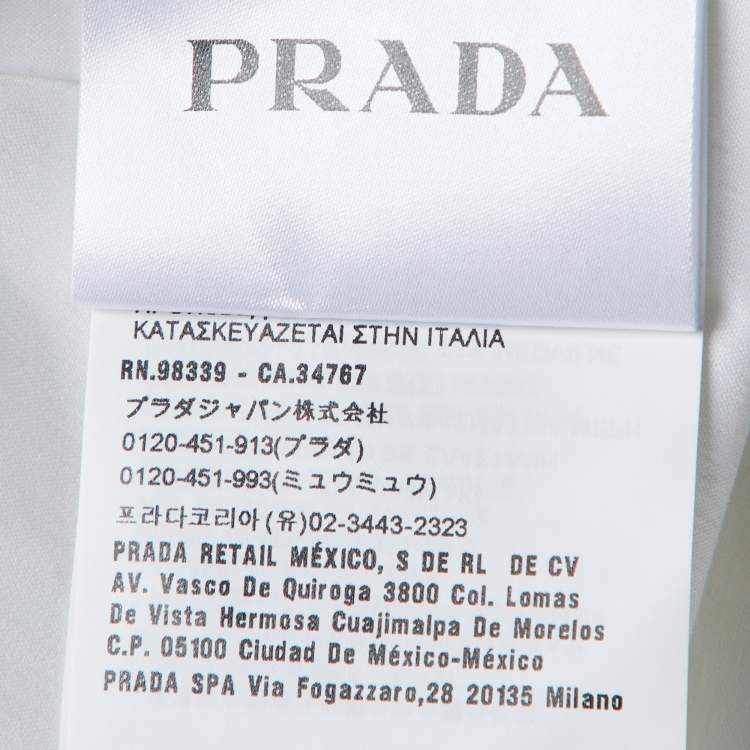 PRADA
ΚΑΤΑΣΚΕΥΑΖΕΤΑΙ ΣΤΗΝ ΙΤΑΛΙΑ
RN.98339 - CA.34767
プラダジャパン株式会社
0120-451-913(プラダ)
0120-451-993(ミュウミュウ)
프라다코리아(유)02-3443-2323
PRADA RETAIL MÉXICO, S DE RL DE CV
AV. Vasco De Quiroga 3800 Col. Lomas
De Vista Hermosa Cuajimalpa De Morelos
C.P. 05100 Ciudad De México-México
PRADA SPA Via Fogazzaro,28 20135 Milano